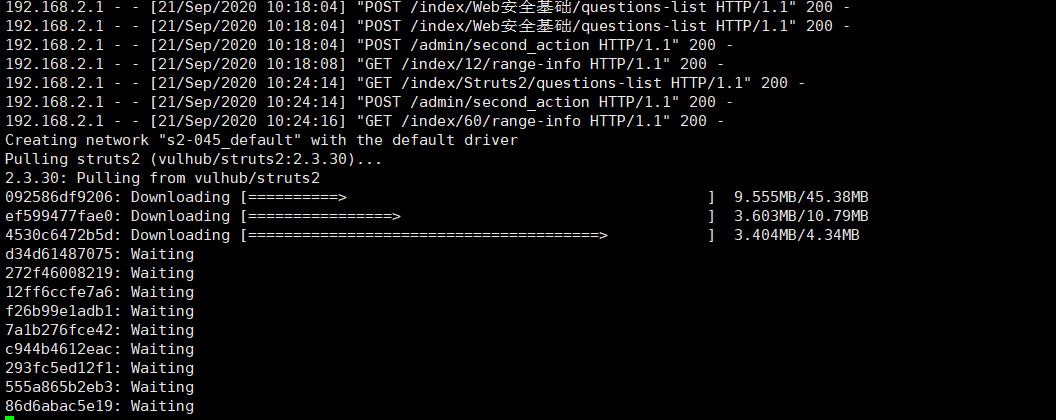 192.168.2.1 - - [21/Sep/2020 10:18:04] "POST /index/Web安全基础/questions-list HTTP/1.1" 200 -
192.168.2.1 - - [21/Sep/2020 10:18:04] "POST /index/Web安全基础/questions-list HTTP/1.1" 200 -
192.168.2.1 - - [21/Sep/2020 10:18:04] "POST /admin/second_action HTTP/1.1" 200 -
192.168.2.1 - - [21/Sep/2020 10:18:08] "GET /index/12/range-info HTTP/1.1" 200 -
192.168.2.1 - - [21/Sep/2020 10:24:14] "GET /index/Struts2/questions-list HTTP/1.1" 200 -
192.168.2.1 - - [21/Sep/2020 10:24:14] "POST /admin/second_action HTTP/1.1" 200 -
192.168.2.1 - - [21/Sep/2020 10:24:16] "GET /index/60/range-info HTTP/1.1" 200 -
Creating network "s2-045_default" with the default driver
Pulling struts2 (vulhub/struts2:2.3.30)...
2.3.30: Pulling from vulhub/struts2
092586df9206: Downloading [==========>                                        ]  9.555MB/45.38MB
ef599477fae0: Downloading [================>                                  ]  3.603MB/10.79MB
4530c6472b5d: Downloading [=======================================>           ]  3.404MB/4.34MB
d34d61487075: Waiting
272f46008219: Waiting
12ff6ccfe7a6: Waiting
f26b99e1adb1: Waiting
7a1b276fce42: Waiting
c944b4612eac: Waiting
293fc5ed12f1: Waiting
555a865b2eb3: Waiting
86d6abac5e19: Waiting